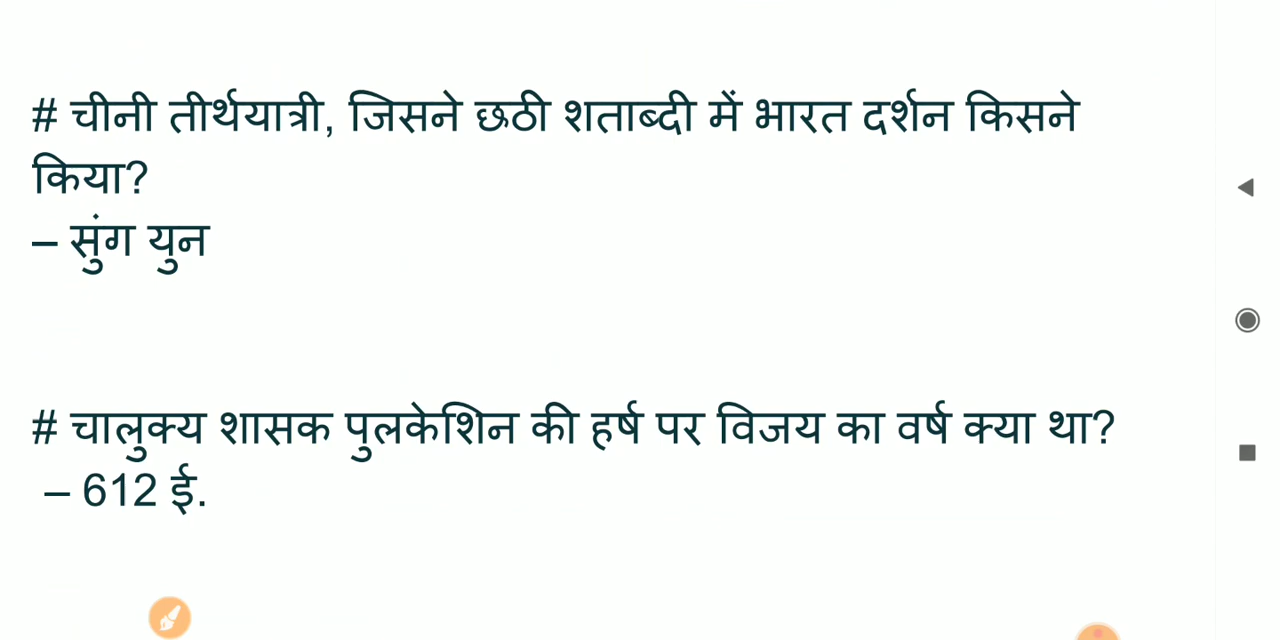 # चीनी तीर्थयात्री, जिसने छठी शताब्दी में भारत दर्शन किसने
किया?
– सुंग युन
# चालुक्य शासक पुलकेशिन की हर्ष पर विजय का वर्ष क्या था?
– 612 ई.